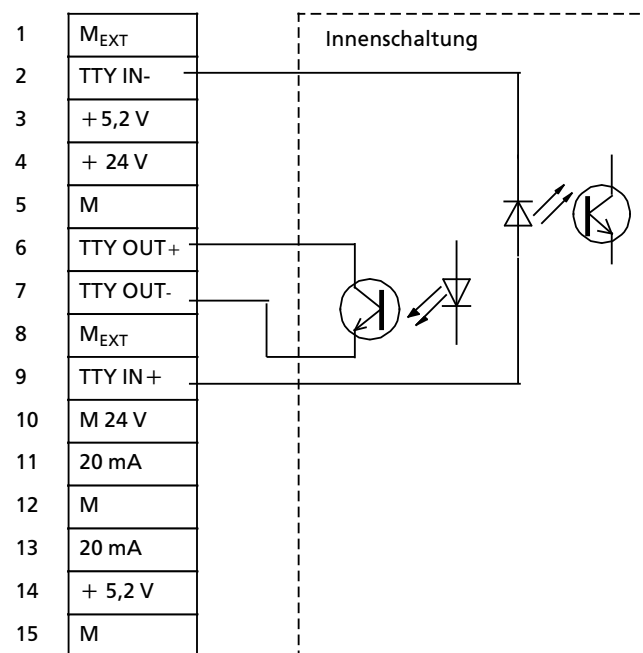 1 M_EXT Innenschaltung
2 TTY IN-
3 +5,2 V
4 + 24 V
5 M
6 TTY OUT+
7 TTY OUT-
8 M_EXT
9 TTY IN+
10 M 24 V
11 20 mA
12 M
13 20 mA
14 + 5,2 V
15 M